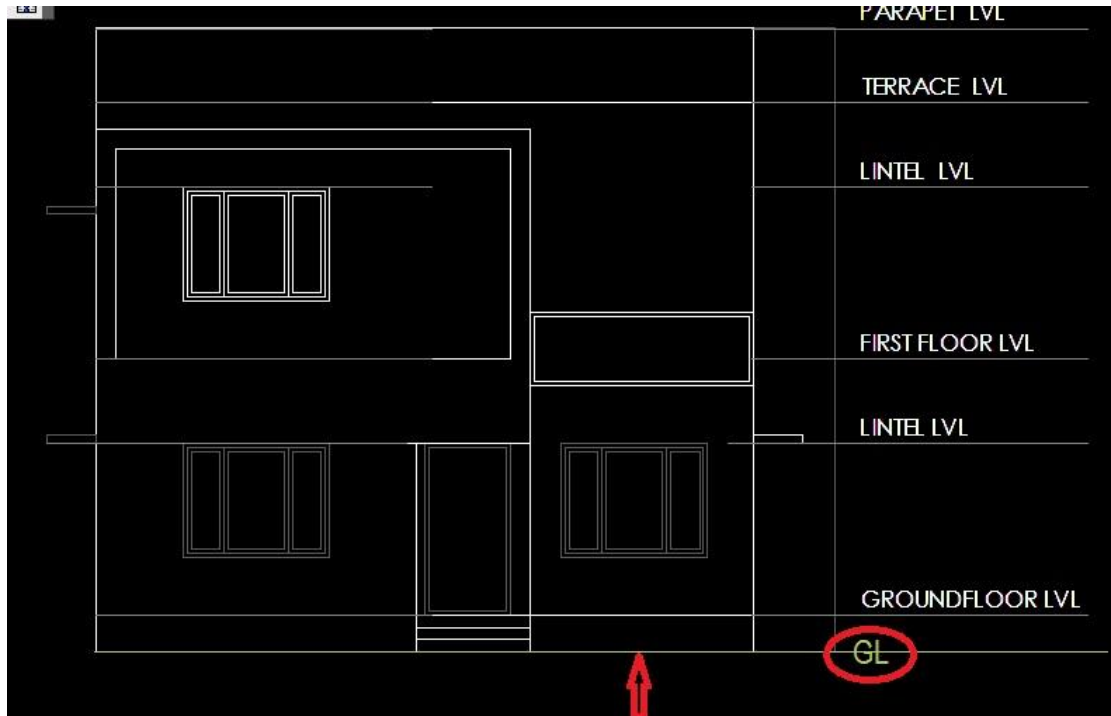 PARAPET LVL
TERRACE LVL
LINTEL LVL
FIRST FLOOR LVL
LINTEL LVL
GROUNDFLOOR LVL
GL